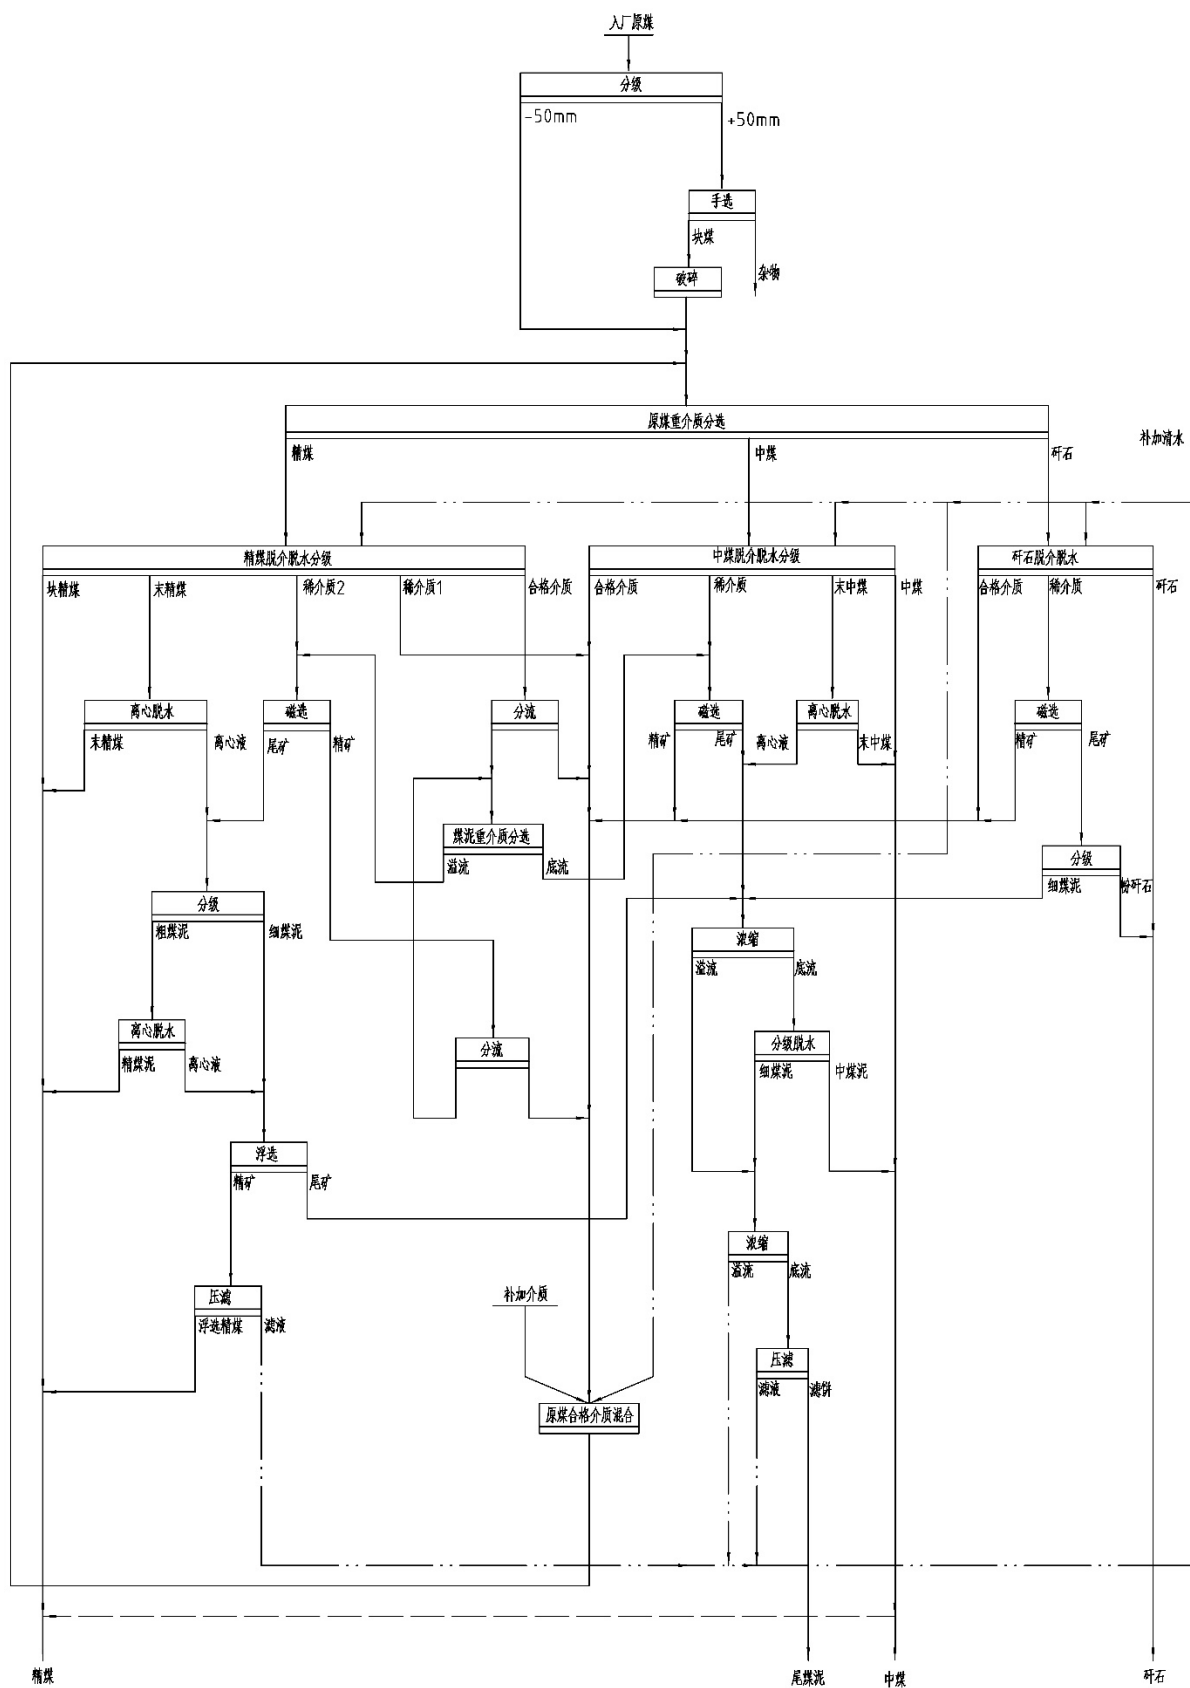 入厂原煤
分级
-50mm
+50mm
手选
块煤
杂物
破碎
原煤重介质分选
精煤
中煤
矸石
补加清水
精煤脱介脱水分级
中煤脱介脱水分级
矸石脱介脱水
块精煤
末精煤
稀介质2
稀介质1
合格介质
合格介质
稀介质
末中煤
中煤
合格介质
稀介质
矸石
离心脱水
磁选
分流
磁选
离心脱水
磁选
末精煤
离心液
尾矿
精矿
精矿
尾矿
离心液
末中煤
精矿
尾矿
煤泥重介质分选
溢流
底流
分级
细煤泥
粉矸石
分级
粗煤泥
细煤泥
浓缩
溢流
底流
离心脱水
精煤泥
离心液
分流
分级脱水
细煤泥
中煤泥
浮选
精矿
尾矿
浓缩
溢流
底流
压滤
浮选精煤
滤液
补加介质
压滤
滤液
滤饼
原煤合格介质混合
精煤
尾煤泥
中煤
矸石